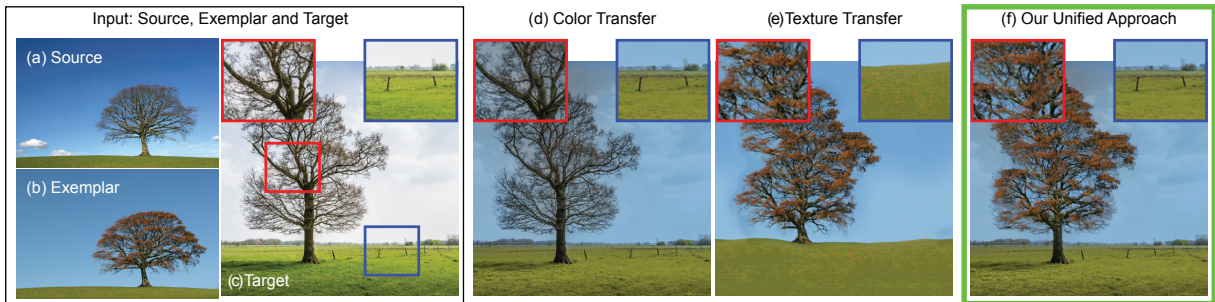 Input: Source, Exemplar and Target
(d) Color Transfer
(e)Texture Transfer
(f) Our Unified Approach
(a) Source
(b) Exemplar
(c)Target